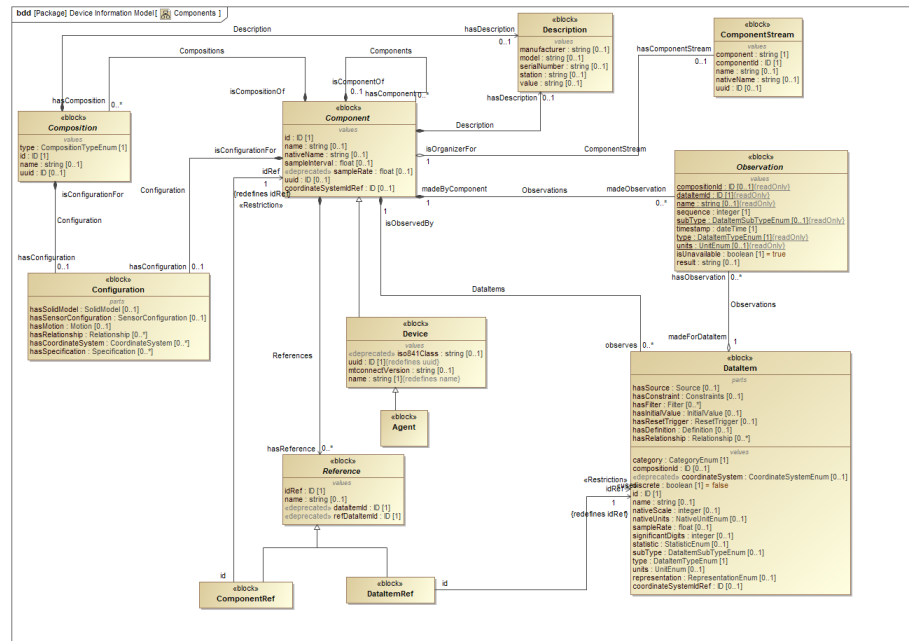 bdd [Package] Device Information Model[ Components ]
Description
hasDescription
0..1
«block»
Description
values
manufacturer : string [0..1]
model : string [0..1]
serialNumber : string [0..1]
station : string [0..1]
value : string [0..1]
hasDescription
0..1
Description
«block»
ComponentStream
values
component : string [1]
componentId : ID [1]
name : string [0..1]
nativeName : string [0..1]
uuid : ID [0..1]
hasComponentStream
0..1
ComponentStream
isOrganizerFor
1
Compositions
isCompositionOf
hasComposition
0..*
Components
isComponentOf
0..1
hasComponent
0..*
«block»
Composition
values
type : CompositionTypeEnum [1]
id : ID [1]
name : string [0..1]
uuid : ID [0..1]
isConfigurationFor
Configuration
hasConfiguration
0..1
«block»
Component
values
id : ID [1]
name : string [0..1]
nativeName : string [0..1]
sampleInterval : float [0..1]
«deprecated» sampleRate : float [0..1]
uuid : ID [0..1]
coordinateSystemIdRef : ID [0..1]
isConfigurationFor
Configuration
hasConfiguration
0..1
idRef
1
{redefines idRef}
«Restriction»
madeByComponent
1
Observations
madeObservation
0..*
1
isObservedBy
«block»
Observation
values
compositionId : ID [0..1]{readOnly}
dataItemId : ID [1]{readOnly}
name : string [0..1]{readOnly}
sequence : integer [1]
subType : DataItemSubTypeEnum [0..1]{readOnly}
timestamp : dateTime [1]
type : DataItemTypeEnum [1]{readOnly}
units : UnitEnum [0..1]{readOnly}
isUnavailable : boolean [1] = true
result : string [0..1]
hasObservation
0..*
Observations
madeForDataItem
1
«block»
Configuration
parts
hasSolidModel : SolidModel [0..1]
hasSensorConfiguration : SensorConfiguration [0..1]
hasMotion : Motion [0..1]
hasRelationship : Relationship [0..*]
hasCoordinateSystem : CoordinateSystem [0..*]
hasSpecification : Specification [0..*]
DataItems
observes
0..*
References
hasReference
0..*
«block»
Device
values
«deprecated» iso841Class : string [0..1]
uuid : ID [1]{redefines uuid}
mtconnectVersion : string [0..1]
name : string [1]{redefines name}
«block»
Agent
«block»
DataItem
parts
hasSource : Source [0..1]
hasConstraint : Constraints [0..1]
hasFilter : Filter [0..*]
hasInitialValue : InitialValue [0..1]
hasResetTrigger : ResetTrigger [0..1]
hasDefinition : Definition [0..1]
hasRelationship : Relationship [0..*]
values
category : CategoryEnum [1]
compositionId : ID [0..1]
«deprecated» coordinateSystem : CoordinateSystemEnum [0..1]
discrete : boolean [1] = false
id : ID [1]
name : string [0..1]
nativeScale : integer [0..1]
nativeUnits : NativeUnitEnum [0..1]
sampleRate : float [0..1]
significantDigits : integer [0..1]
statistic : StatisticEnum [0..1]
subType : DataItemSubTypeEnum [0..1]
type : DataItemTypeEnum [1]
units : UnitEnum [0..1]
representation : RepresentationEnum [0..1]
coordinateSystemIdRef : ID [0..1]
«Restriction»
idRef
1
{redefines idRef}
«block»
Reference
values
idRef : ID [1]
name : string [0..1]
«deprecated» dataItemId : ID [1]
«deprecated» refDataItemId : ID [1]
id
«block»
ComponentRef
«block»
DataItemRef
id